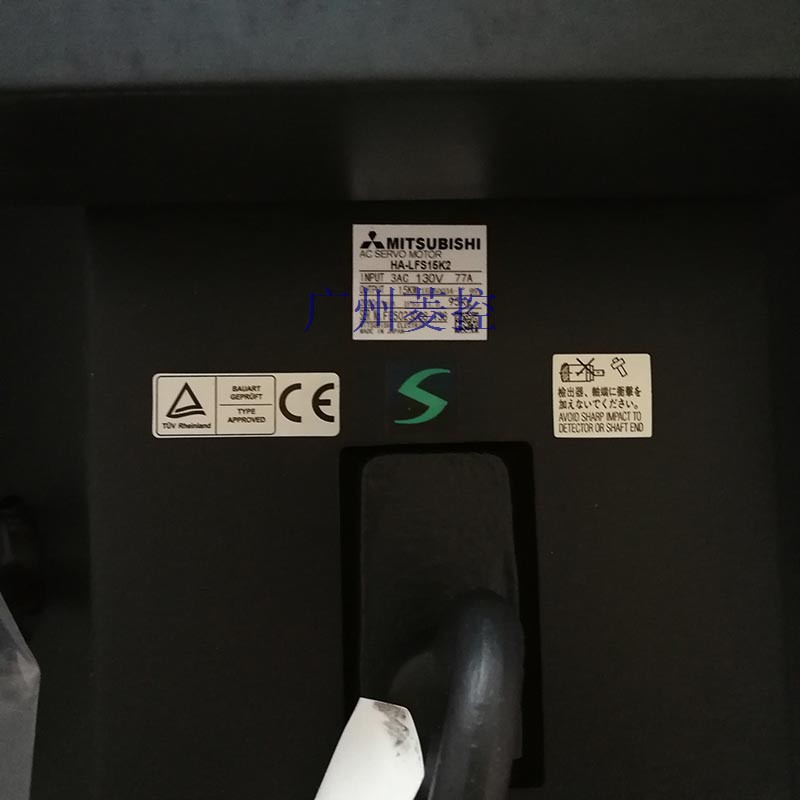 MITSUBISHI
AC SERVO MOTOR
HA-LFS15K2
INPUT 3AC 130V 77A
OUTPUT 15KW
MADE IN JAPAN
广州菱控
TÜV Rheinland
BAUART
GEPRÜFT
TYPE
APPROVED
CE
S
検出器、軸端に衝撃を
加えないでください。
AVOID SHARP IMPACT TO
DETECTOR OR SHAFT END